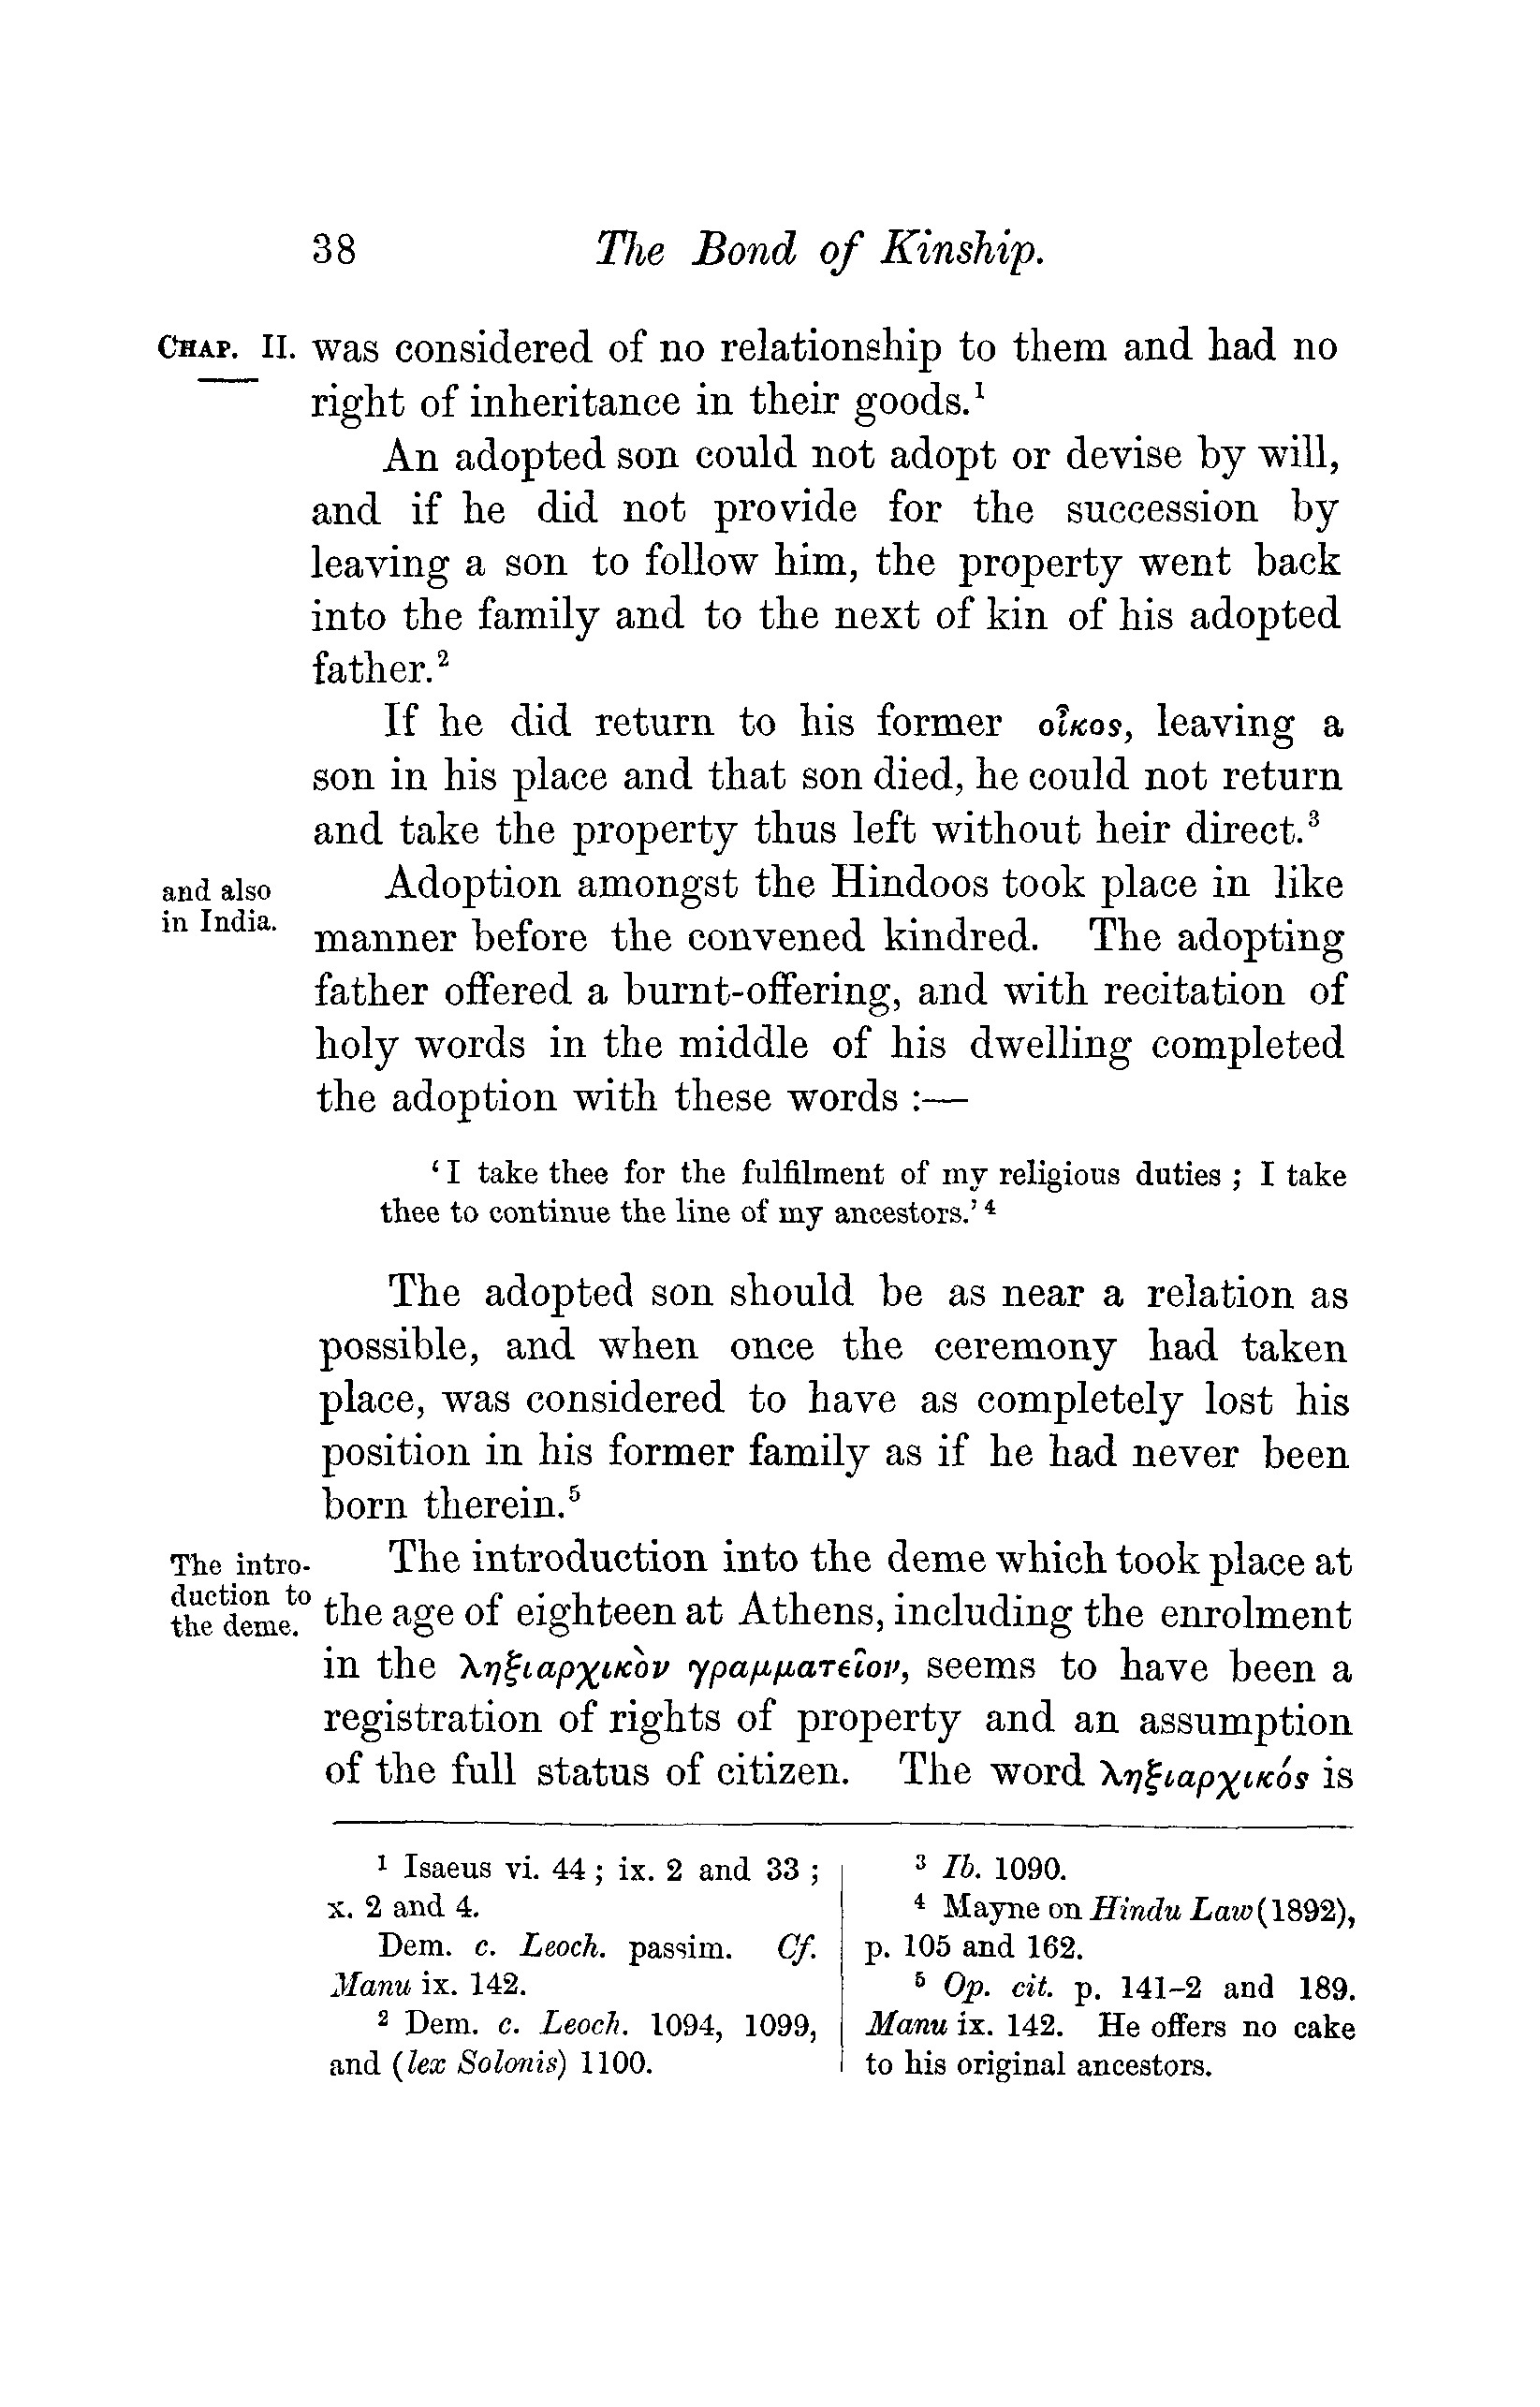 38 The Bond of Kinship.
CHAP. II. was considered of no relationship to them and had no
right of inheritance in their goods.¹
An adopted son could not adopt or devise by will,
and if he did not provide for the succession by
leaving a son to follow him, the property went back
into the family and to the next of kin of his adopted
father.²
If he did return to his former οἶκος, leaving a
son in his place and that son died, he could not return
and take the property thus left without heir direct.³
and also
in India.
Adoption amongst the Hindoos took place in like
manner before the convened kindred. The adopting
father offered a burnt-offering, and with recitation of
holy words in the middle of his dwelling completed
the adoption with these words :—
‘I take thee for the fulfilment of my religious duties ; I take
thee to continue the line of my ancestors.’⁴
The adopted son should be as near a relation as
possible, and when once the ceremony had taken
place, was considered to have as completely lost his
position in his former family as if he had never been
born therein.⁵
The intro-
duction to
the deme.
The introduction into the deme which took place at
the age of eighteen at Athens, including the enrolment
in the ληξιαρχικὸν γραμματεῖον, seems to have been a
registration of rights of property and an assumption
of the full status of citizen. The word ληξιαρχικός is
¹ Isaeus vi. 44 ; ix. 2 and 33 ;
x. 2 and 4.
Dem. c. Leoch. passim. Cf.
Manu ix. 142.
² Dem. c. Leoch. 1094, 1099,
and (lex Solonis) 1100.
³ Ib. 1090.
⁴ Mayne on Hindu Law (1892),
p. 105 and 162.
⁵ Op. cit. p. 141–2 and 189.
Manu ix. 142. He offers no cake
to his original ancestors.